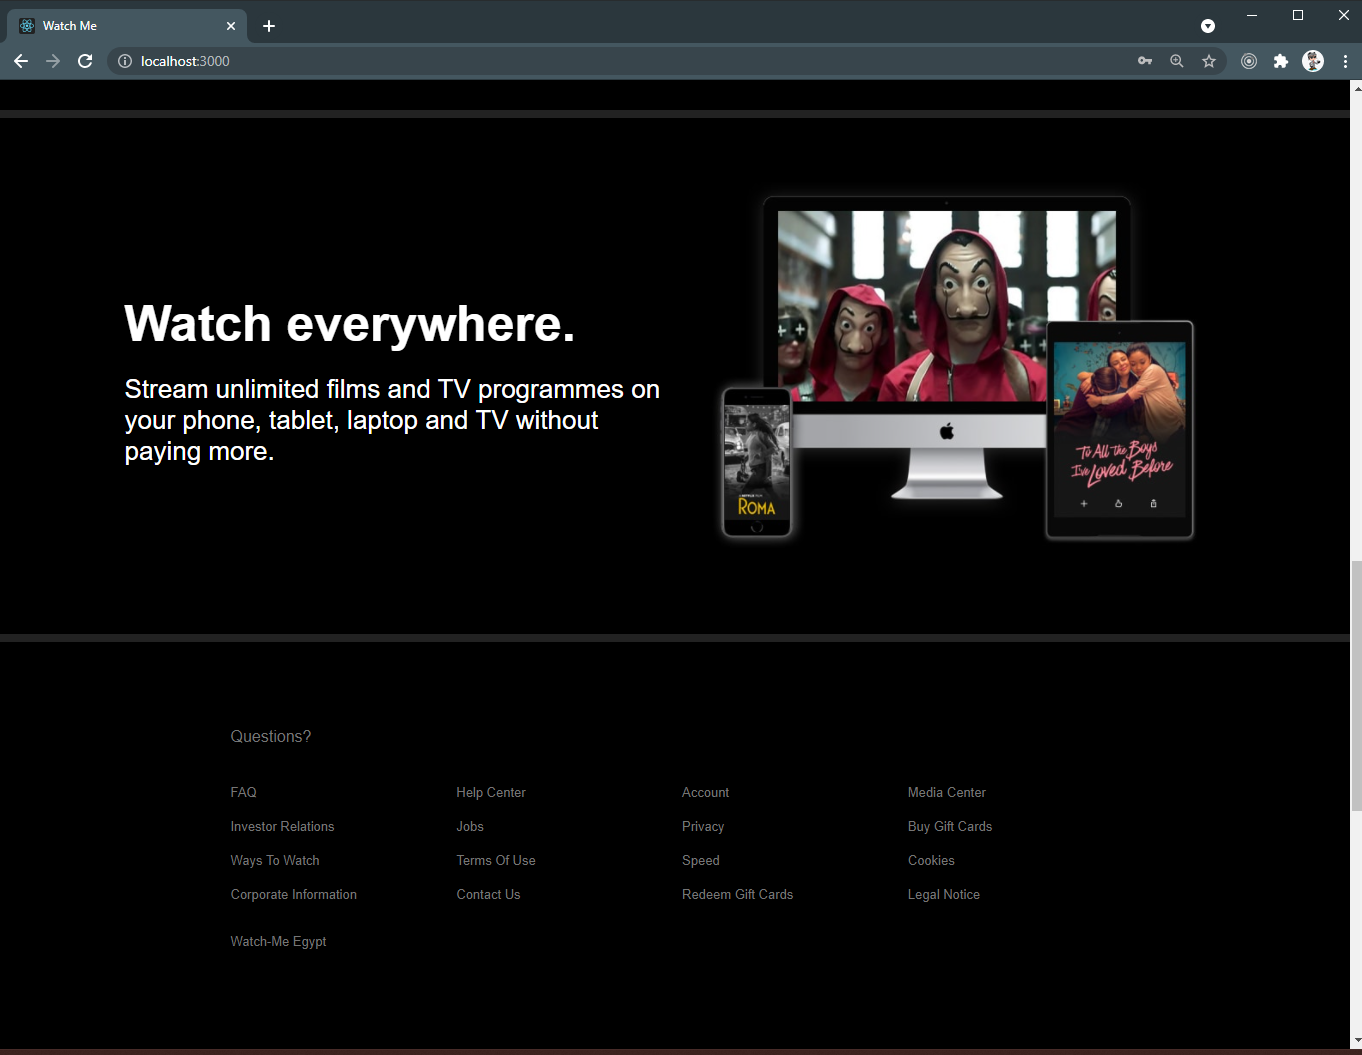 Watch Me
localhost:3000
Watch everywhere.
Stream unlimited films and TV programmes on
your phone, tablet, laptop and TV without
paying more.
A NETFLIX FILM
ROMA
To All the Boys
I've Loved Before
Questions?
FAQ
Help Center
Account
Media Center
Investor Relations
Jobs
Privacy
Buy Gift Cards
Ways To Watch
Terms Of Use
Speed
Cookies
Corporate Information
Contact Us
Redeem Gift Cards
Legal Notice
Watch-Me Egypt